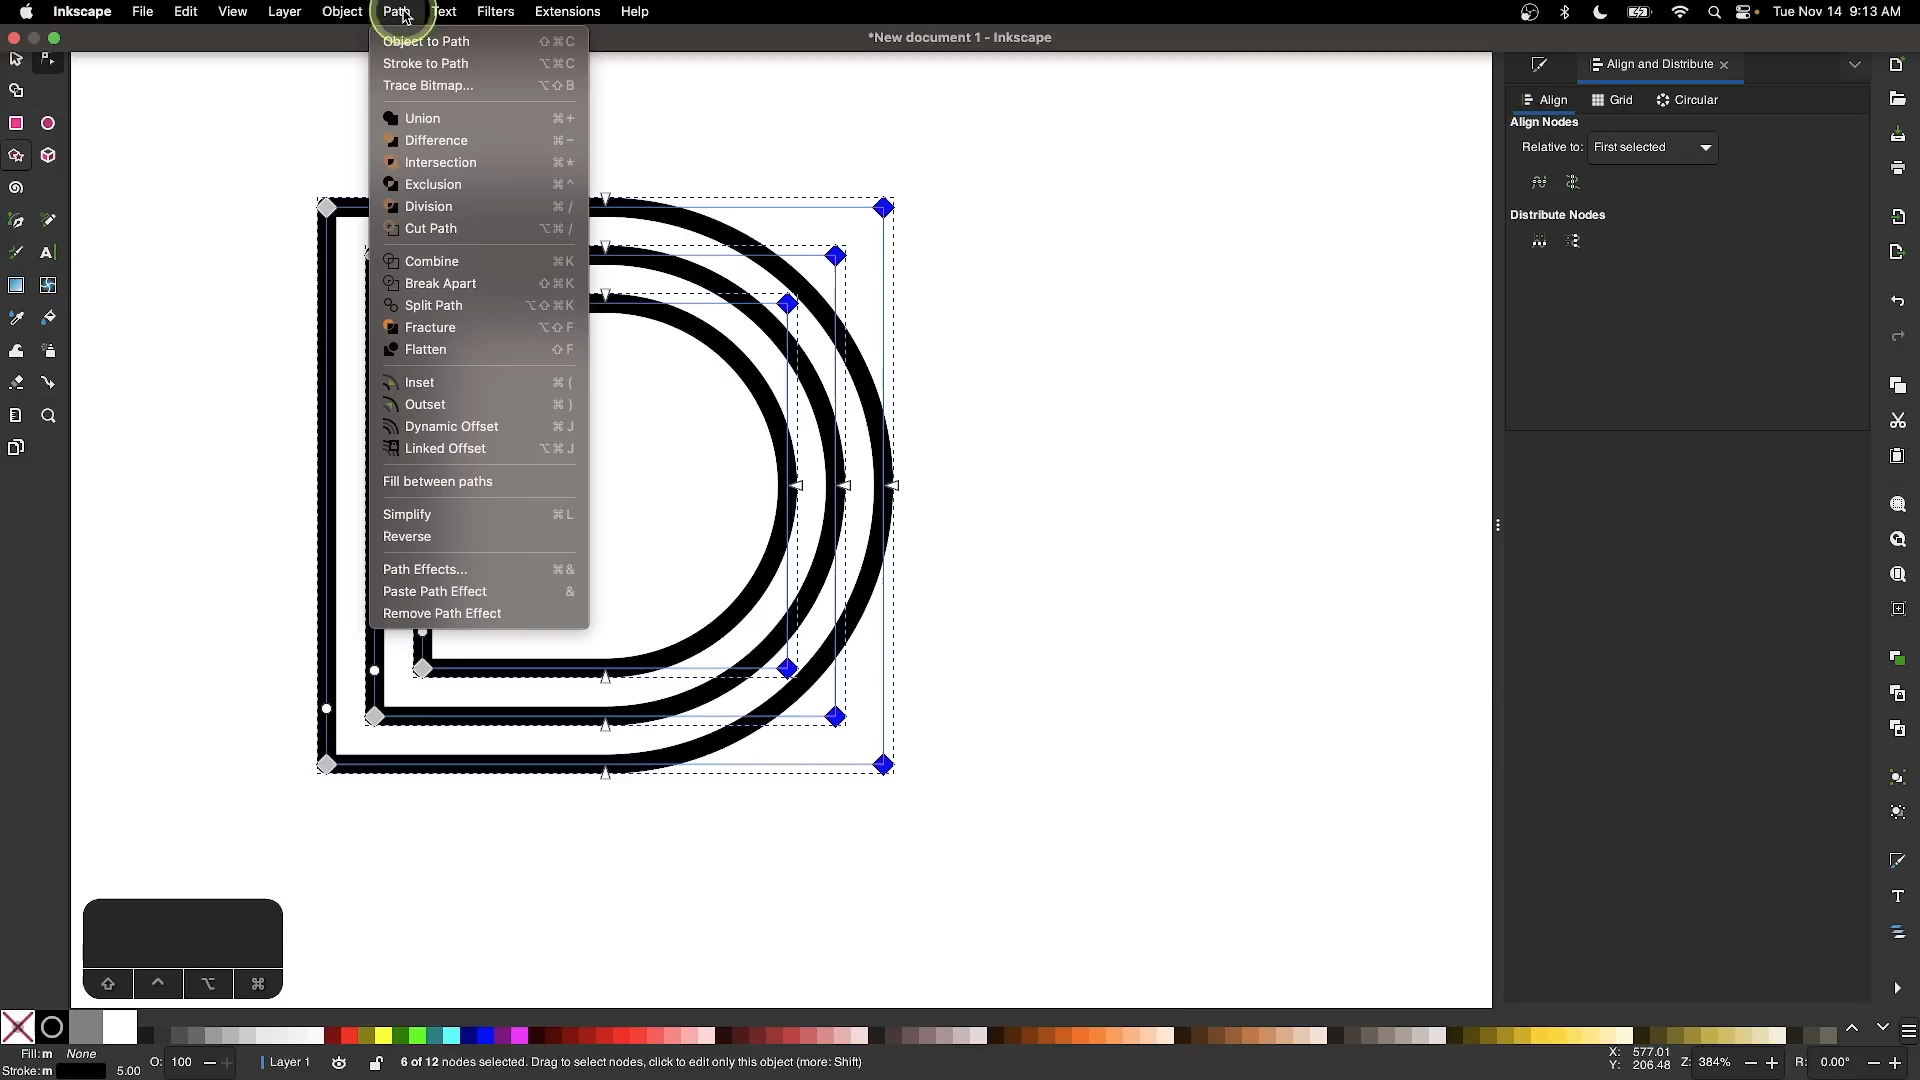 Inkscape File Edit View Layer Object Path Text Filters Extensions Help Tue Nov 14 9:13 AM
*New document 1 - Inkscape
Object to Path ⇧⌘C
Stroke to Path ⌥⌘C
Trace Bitmap... ⌥⇧B
Union ⌘+
Difference ⌘−
Intersection ⌘*
Exclusion ⌘^
Division ⌘/
Cut Path ⌥⌘/
Combine ⌘K
Break Apart ⇧⌘K
Split Path ⌥⇧⌘K
Fracture ⌥⇧F
Flatten ⇧F
Inset ⌘(
Outset ⌘)
Dynamic Offset ⌘J
Linked Offset ⌥⌘J
Fill between paths
Simplify ⌘L
Reverse
Path Effects... ⌘&
Paste Path Effect &
Remove Path Effect
Align and Distribute
Align Grid Circular
Align Nodes
Relative to: First selected
Distribute Nodes
Fill:m None
Stroke:m 5.00
O: 100
Layer 1
6 of 12 nodes selected. Drag to select nodes, click to edit only this object (more: Shift)
X: 577.01
Y: 206.48
Z: 384%
R: 0.00°